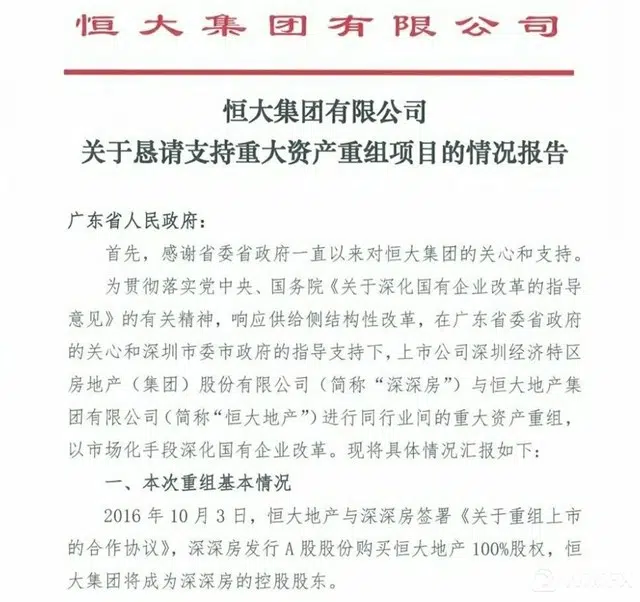 恒大集团有限公司
恒大集团有限公司
关于恳请支持重大资产重组项目的情况报告
广东省人民政府：
首先，感谢省委省政府一直以来对恒大集团的关心和支持。
为贯彻落实党中央、国务院《关于深化国有企业改革的指导
意见》的有关精神，响应供给侧结构性改革，在广东省委省政府
的关心和深圳市委市政府的指导支持下，上市公司深圳经济特区
房地产（集团）股份有限公司（简称“深深房”）与恒大地产集
团有限公司（简称“恒大地产”）进行同行业间的重大资产重组，
以市场化手段深化国有企业改革。现将具体情况汇报如下：
一、本次重组基本情况
2016 年 10 月 3 日，恒大地产与深深房签署《关于重组上市
的合作协议》，深深房发行 A 股股份购买恒大地产 100%股权，恒
大集团将成为深深房的控股股东。